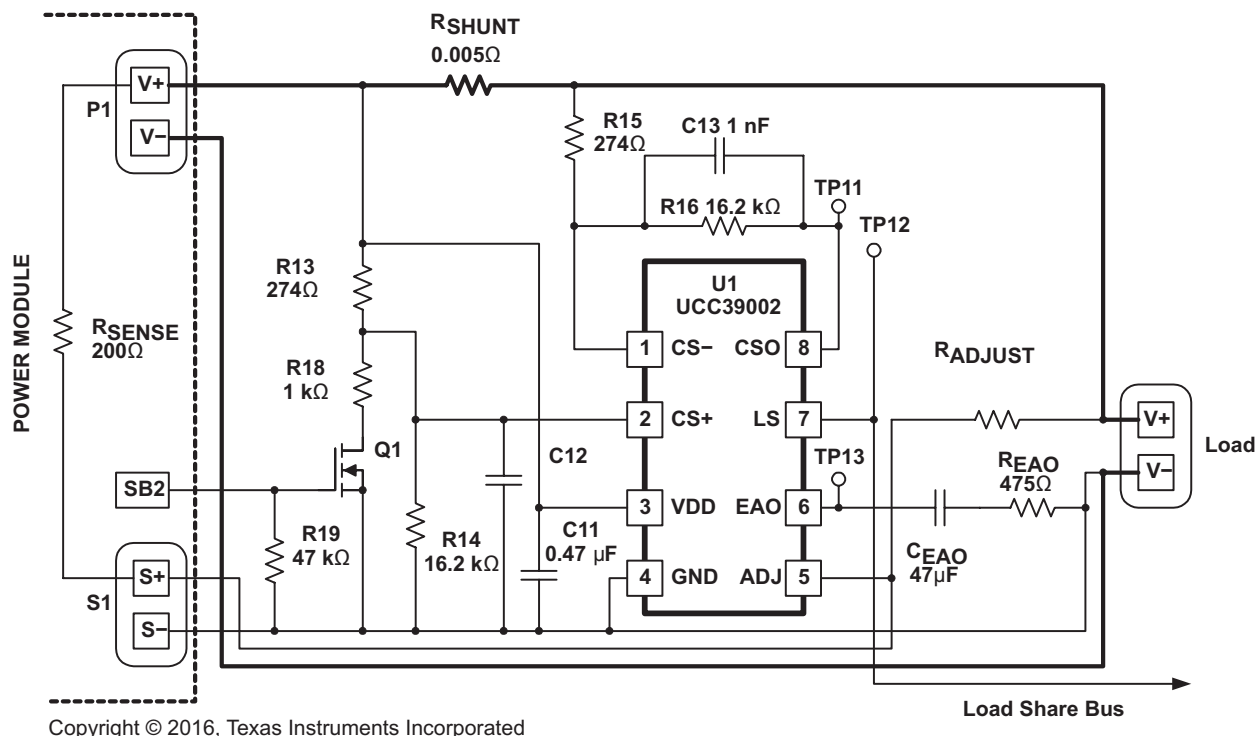 RSHUNT
0.005Ω
V+
P1
V−
R15
274Ω
C13 1 nF
R16 16.2 kΩ
TP11
TP12
POWER MODULE
RSENSE
200Ω
R13
274Ω
R18
1 kΩ
U1
UCC39002
1 CS− CSO 8
2 CS+ LS 7
3 VDD EAO 6
4 GND ADJ 5
RADJUST
V+
V−
Load
Q1
C12
TP13
REAO
475Ω
SB2
R19
47 kΩ
R14
16.2 kΩ
C11
0.47 µF
CEAO
47µF
S+
S1
S−
Load Share Bus
Copyright © 2016, Texas Instruments Incorporated